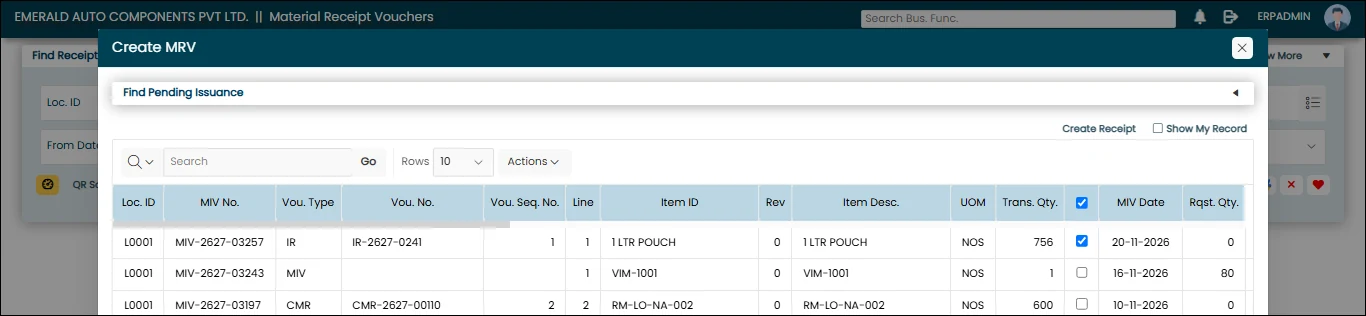 EMERALD AUTO COMPONENTS PVT LTD. || Material Receipt Vouchers Search Bus. Func. ERPADMIN
Create MRV
Find Receipt w More
Find Pending Issuance
Loc. ID
Create Receipt Show My Record
From Date
Search Go Rows 10 Actions
QR
Loc. ID MIV No. Vou. Type Vou. No. Vou. Seq. No. Line Item ID Rev Item Desc. UOM Trans. Qty. MIV Date Rqst. Qty.
L0001 MIV-2627-03257 IR IR-2627-0241 1 1 1 LTR POUCH 0 1 LTR POUCH NOS 756 20-11-2026 0
L0001 MIV-2627-03243 MIV 1 VIM-1001 0 VIM-1001 NOS 1 16-11-2026 80
L0001 MIV-2627-03197 CMR CMR-2627-00110 2 2 RM-LO-NA-002 0 RM-LO-NA-002 NOS 600 10-11-2026 0